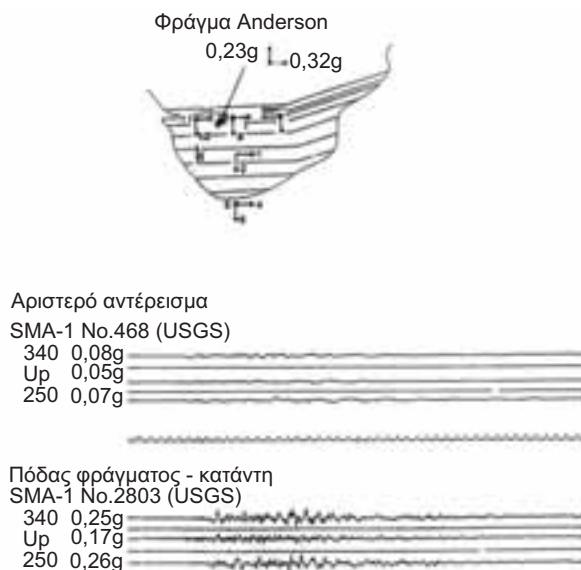 Φράγμα Anderson
0,23g 0,32g
Αριστερό αντέρεισμα
SMA-1 No.468 (USGS)
340 0,08g
Up 0,05g
250 0,07g
Πόδας φράγματος - κατάντη
SMA-1 No.2803 (USGS)
340 0,25g
Up 0,17g
250 0,26g